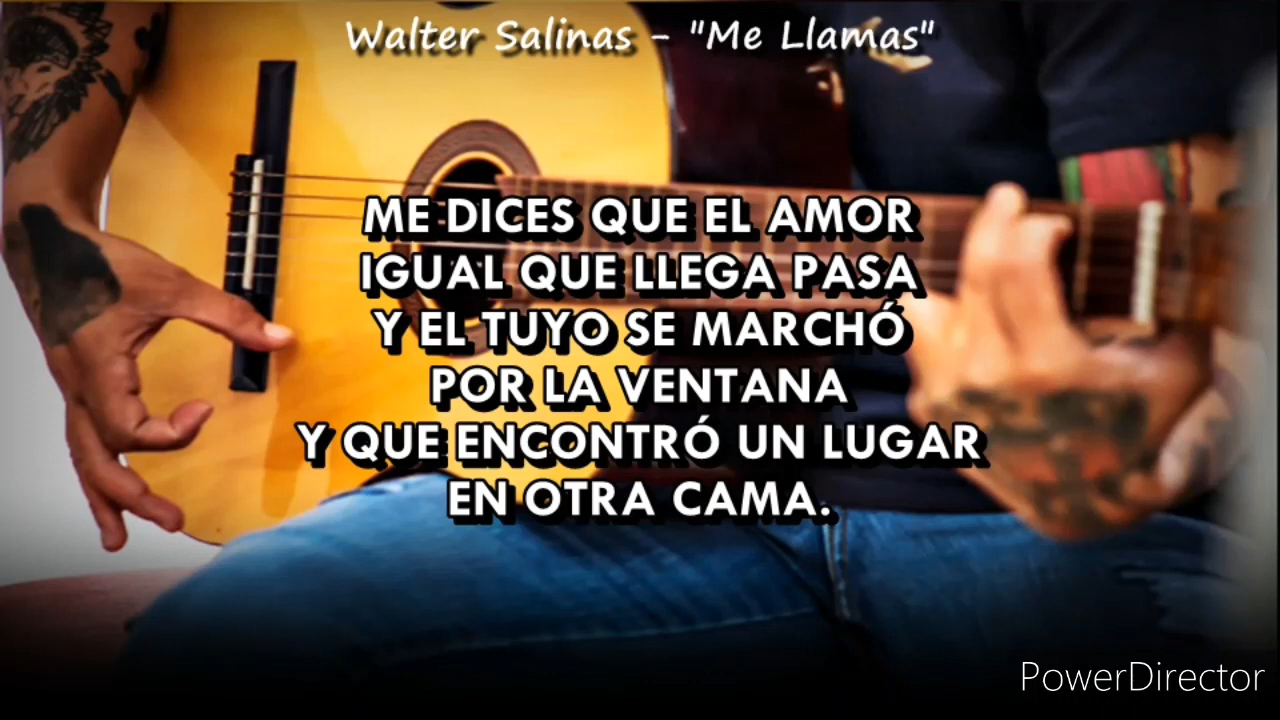 Walter Salinas - "Me Llamas"
ME DICES QUE EL AMOR
IGUAL QUE LLEGA PASA
Y EL TUYO SE MARCHÓ
POR LA VENTANA
Y QUE ENCONTRÓ UN LUGAR
EN OTRA CAMA.
PowerDirector